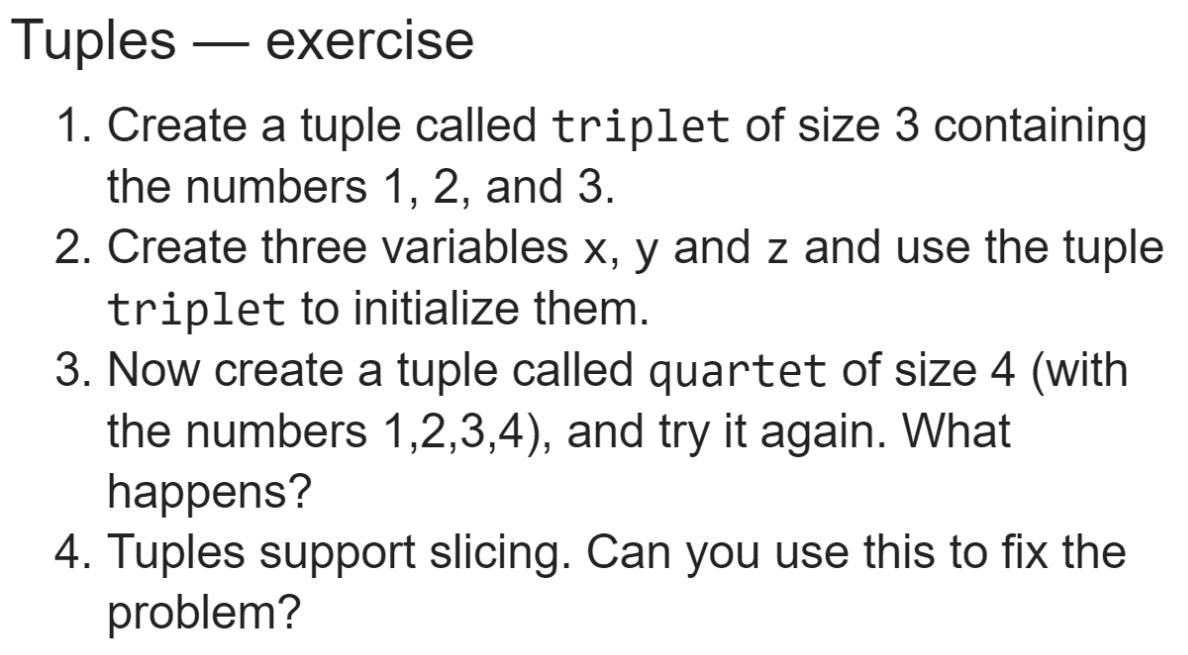 Tuples — exercise
1. Create a tuple called triplet of size 3 containing
the numbers 1, 2, and 3.
2. Create three variables x, y and z and use the tuple
triplet to initialize them.
3. Now create a tuple called quartet of size 4 (with
the numbers 1,2,3,4), and try it again. What
happens?
4. Tuples support slicing. Can you use this to fix the
problem?